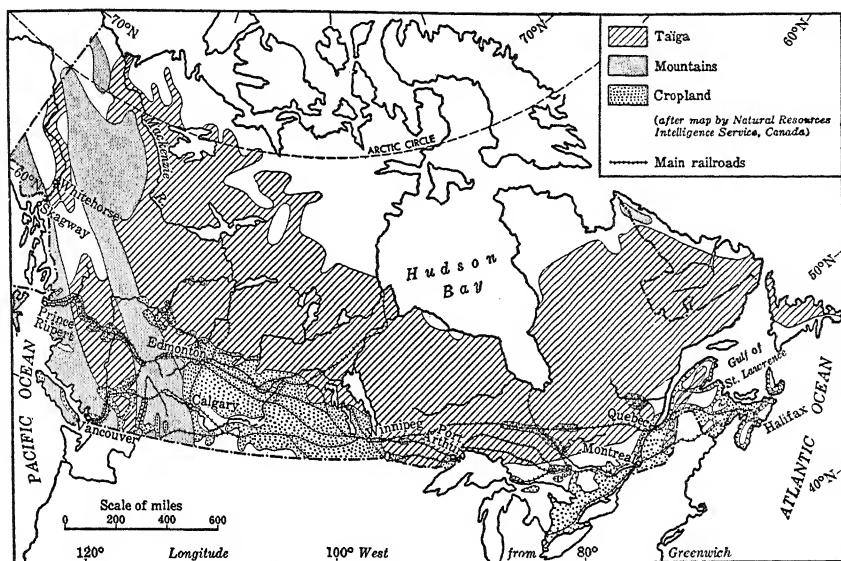 70°N
70°N
60°N
Taïga
Mountains
Cropland
(after map by Natural Resources
Intelligence Service, Canada)
Main railroads
ARCTIC CIRCLE
Mackenzie R.
60°N
Whitehorse
Skagway
Hudson
Bay
50°N
Prince
Rupert
Edmonton
Gulf of
St. Lawrence
PACIFIC OCEAN
Calgary
Vancouver
Winnipeg
Port
Arthur
Quebec
Montreal
Halifax
ATLANTIC OCEAN
40°N
Scale of miles
0 200 400 600
120° Longitude 100° West from 80° Greenwich